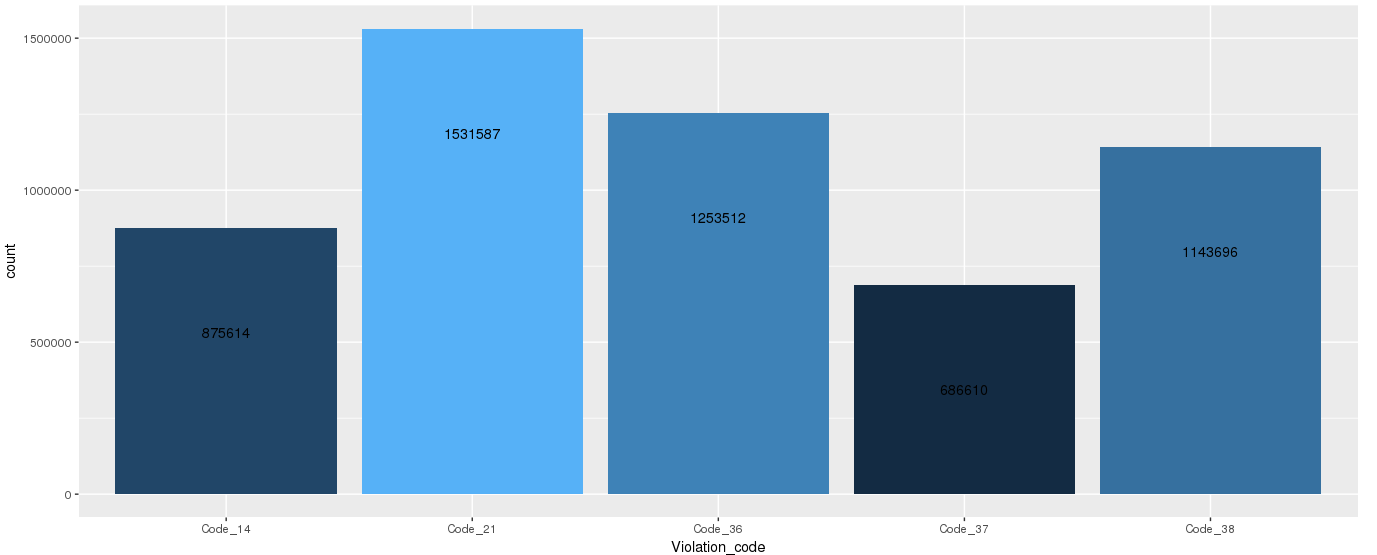 1500000
1000000
500000
0
count
875614
1531587
1253512
686610
1143696
Code_14
Code_21
Code_36
Code_37
Code_38
Violation_code